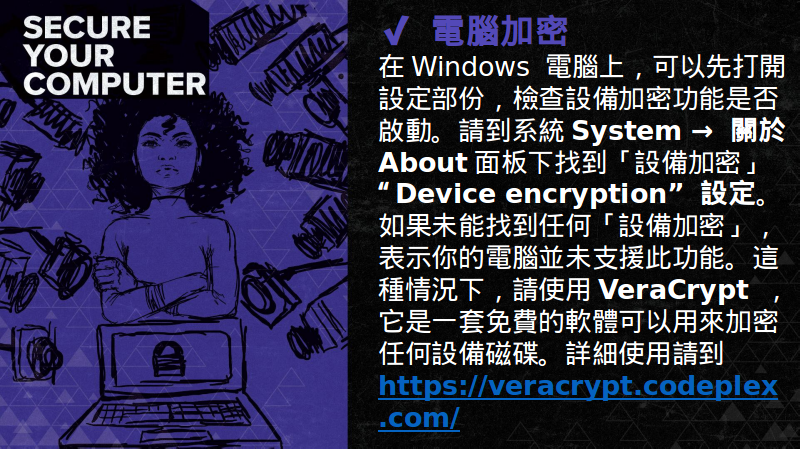 SECURE
YOUR
COMPUTER
✓ 電腦加密
在 Windows 電腦上，可以先打開
設定部份，檢查設備加密功能是否
啟動。請到系統 System → 關於
About 面板下找到「設備加密」
“Device encryption” 設定。
如果未能找到任何「設備加密」，
表示你的電腦並未支援此功能。這
種情況下，請使用 VeraCrypt ，
它是一套免費的軟體可以用來加密
任何設備磁碟。詳細使用請到
https://veracrypt.codeplex
.com/